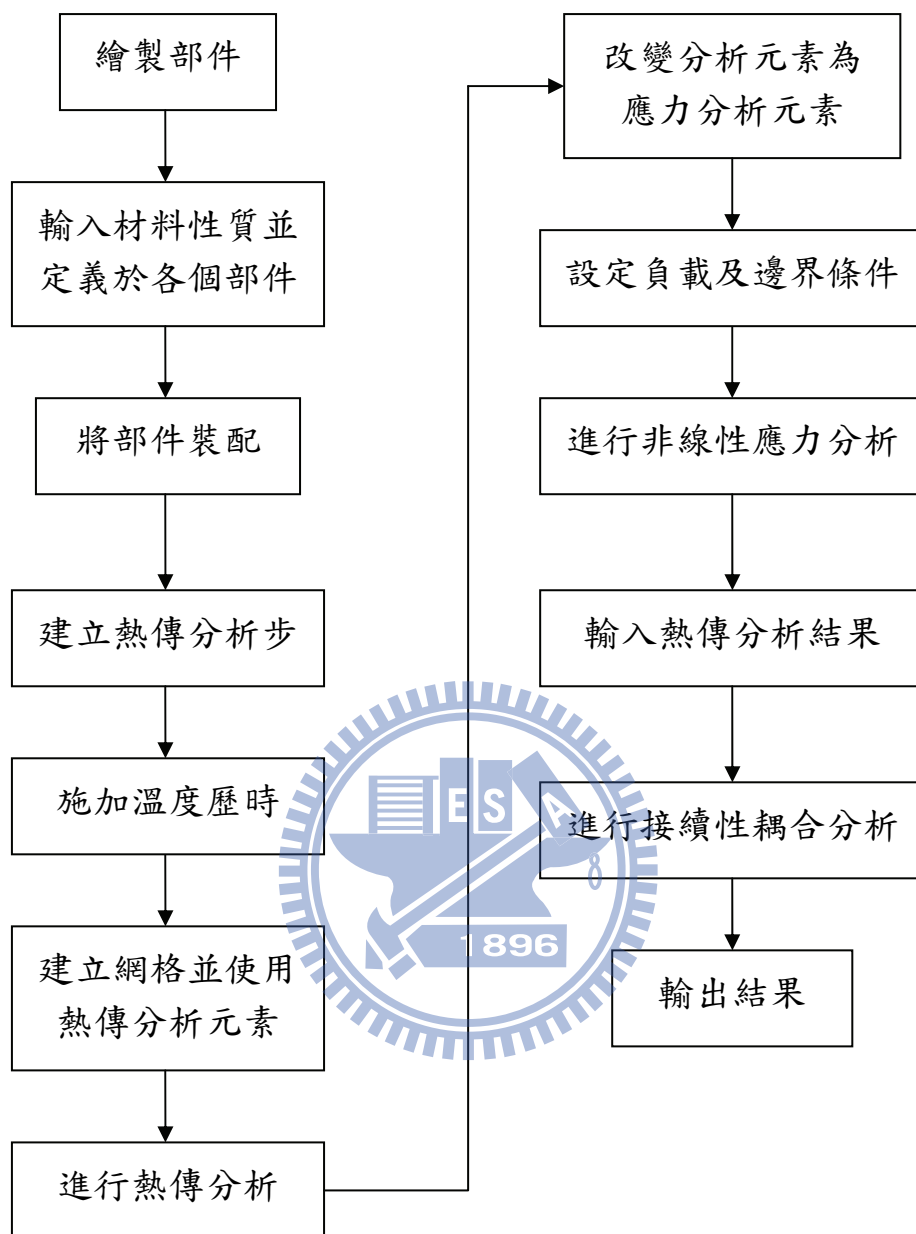 繪製部件
輸入材料性質並
定義於各個部件
將部件裝配
建立熱傳分析步
施加溫度歷時
建立網格並使用
熱傳分析元素
進行熱傳分析
改變分析元素為
應力分析元素
設定負載及邊界條件
進行非線性應力分析
輸入熱傳分析結果
進行接續性耦合分析
輸出結果
E S A
1896